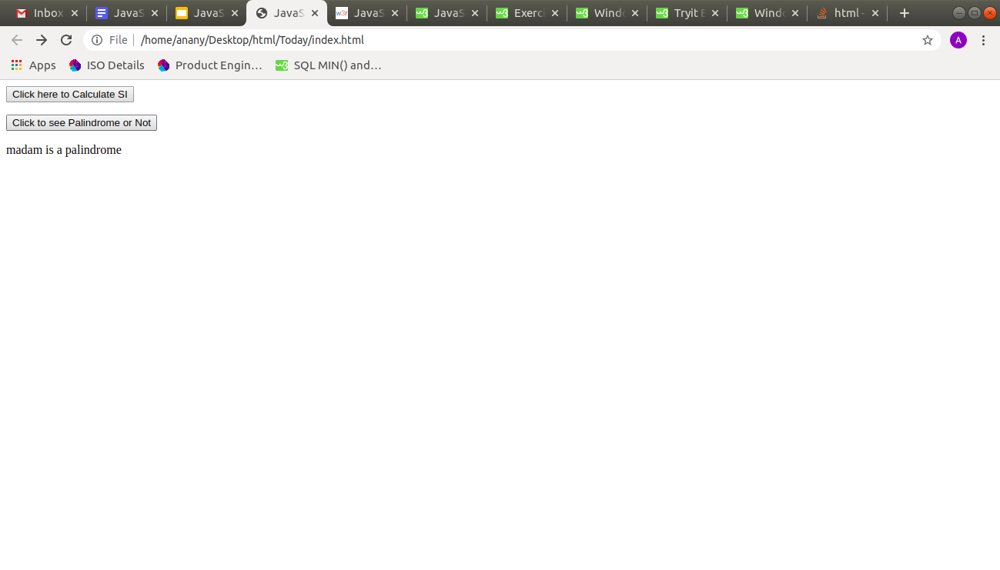 Inbox JavaS JavaS JavaS w3r JavaS JavaS Exerci Windo Tryit E Windo html -
File /home/anany/Desktop/html/Today/index.html A
Apps ISO Details Product Engin… SQL MIN() and…
Click here to Calculate SI
Click to see Palindrome or Not
madam is a palindrome